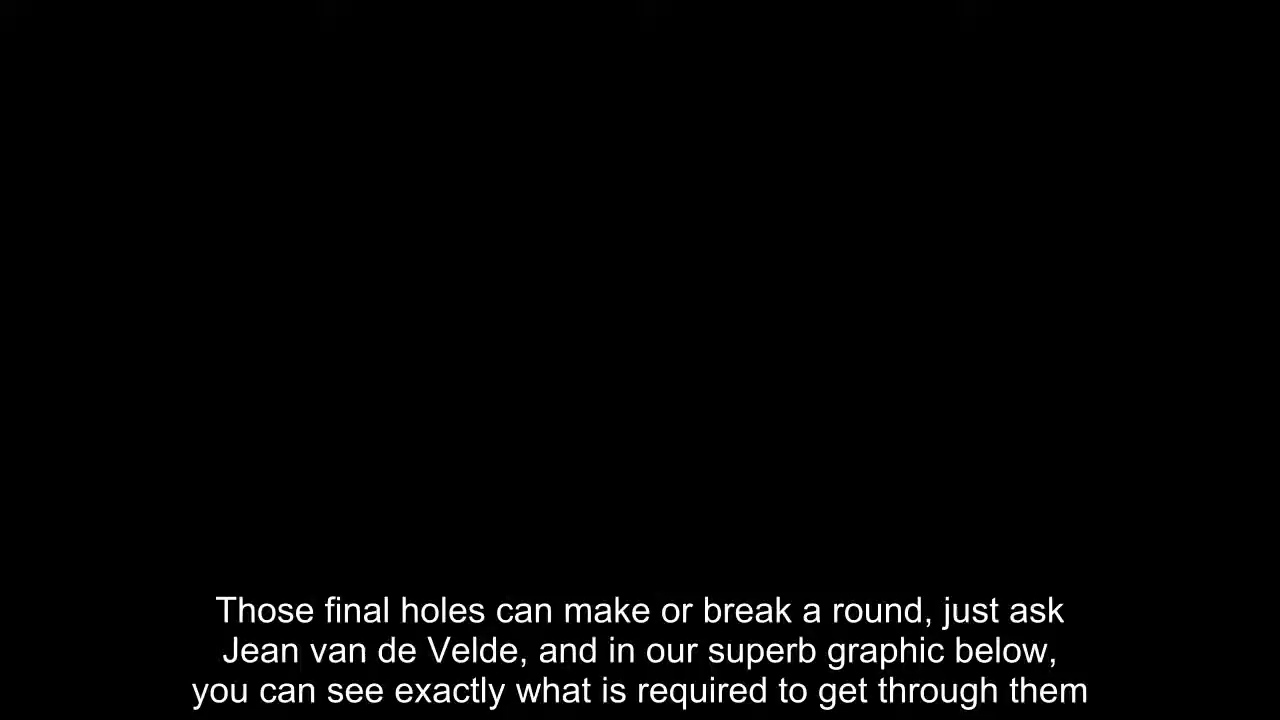 Those final holes can make or break a round, just ask
Jean van de Velde, and in our superb graphic below,
you can see exactly what is required to get through them